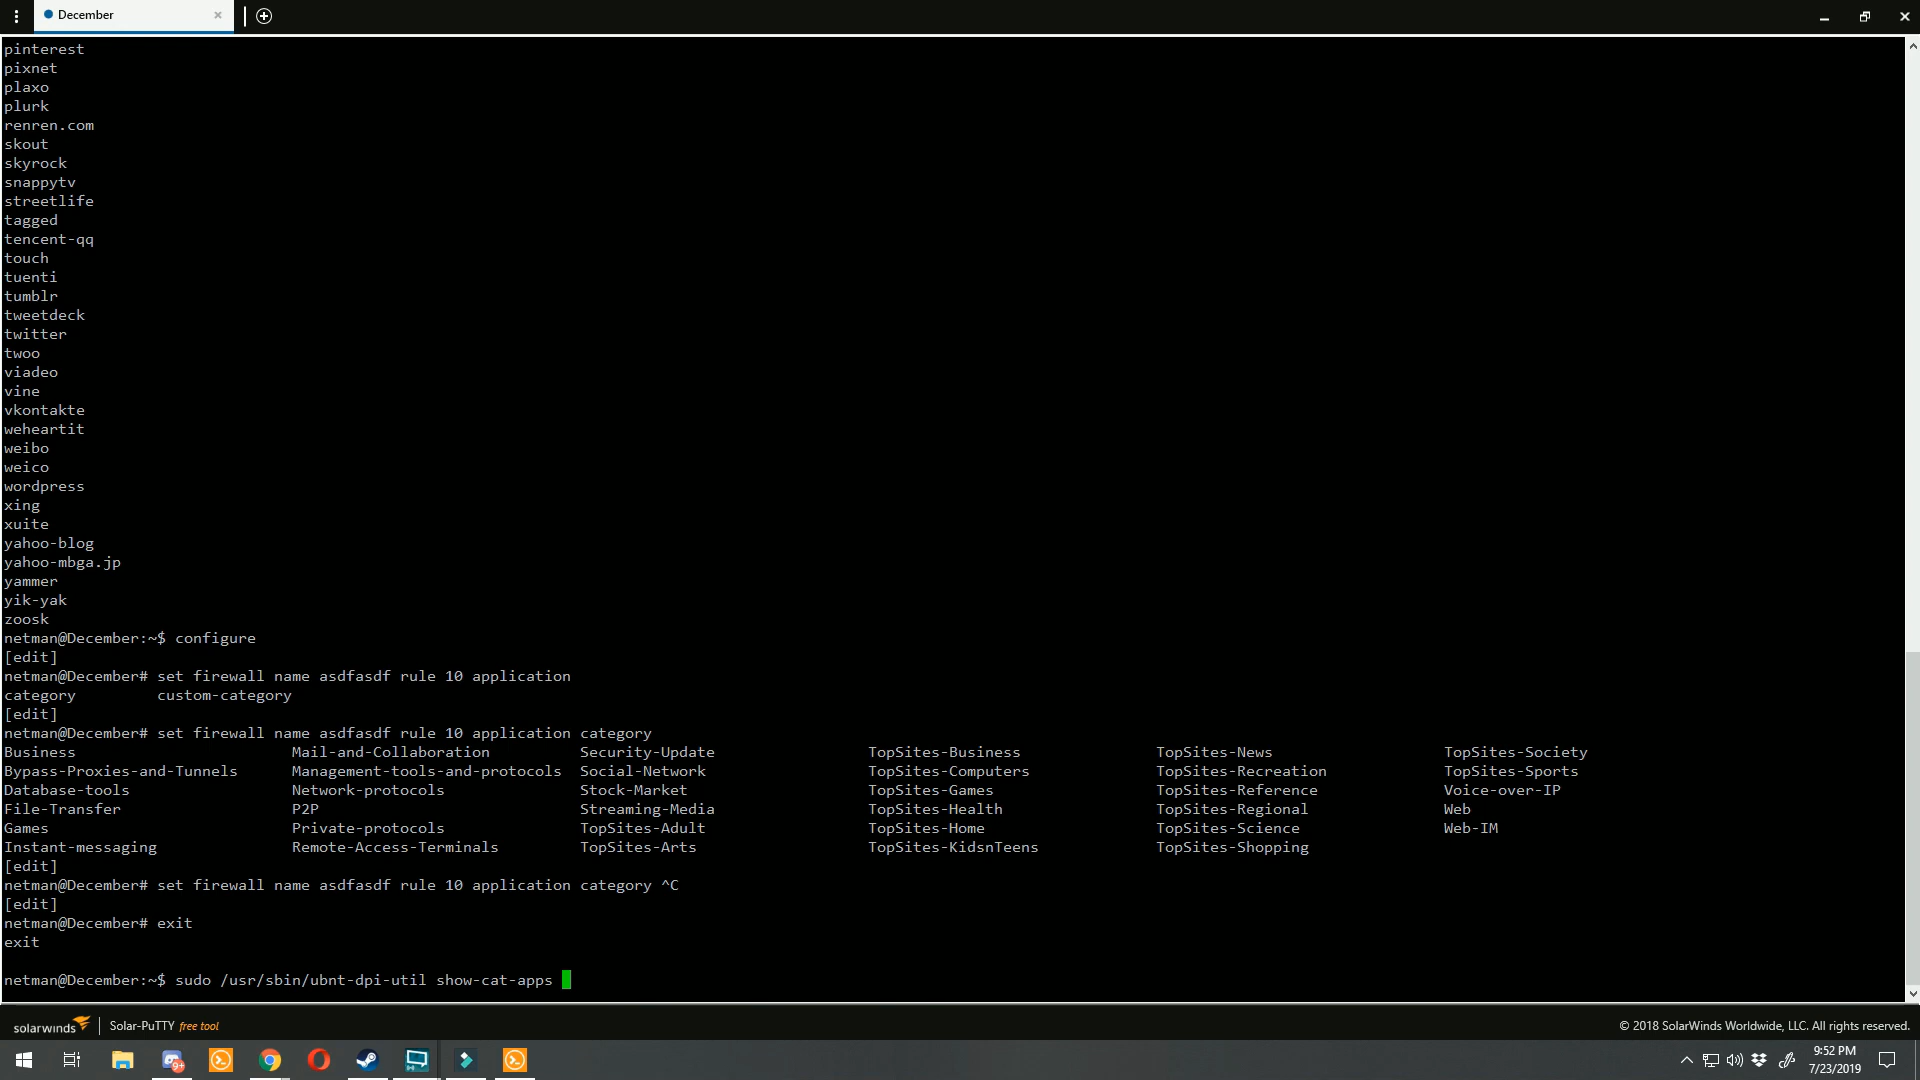 December
pinterest
pixnet
plaxo
plurk
renren.com
skout
skyrock
snappytv
streetlife
tagged
tencent-qq
touch
tuenti
tumblr
tweetdeck
twitter
twoo
viadeo
vine
vkontakte
weheartit
weibo
weico
wordpress
xing
xuite
yahoo-blog
yahoo-mbga.jp
yammer
yik-yak
zoosk
netman@December:~$ configure
[edit]
netman@December# set firewall name asdfasdf rule 10 application
category custom-category
[edit]
netman@December# set firewall name asdfasdf rule 10 application category
Business Mail-and-Collaboration Security-Update TopSites-Business TopSites-News TopSites-Society
Bypass-Proxies-and-Tunnels Management-tools-and-protocols Social-Network TopSites-Computers TopSites-Recreation TopSites-Sports
Database-tools Network-protocols Stock-Market TopSites-Games TopSites-Reference Voice-over-IP
File-Transfer P2P Streaming-Media TopSites-Health TopSites-Regional Web
Games Private-protocols TopSites-Adult TopSites-Home TopSites-Science Web-IM
Instant-messaging Remote-Access-Terminals TopSites-Arts TopSites-KidsnTeens TopSites-Shopping
[edit]
netman@December# set firewall name asdfasdf rule 10 application category ^C
[edit]
netman@December# exit
exit
netman@December:~$ sudo /usr/sbin/ubnt-dpi-util show-cat-apps
solarwinds Solar-PuTTY free tool © 2018 SolarWinds Worldwide, LLC. All rights reserved.
9+
9:52 PM
7/23/2019